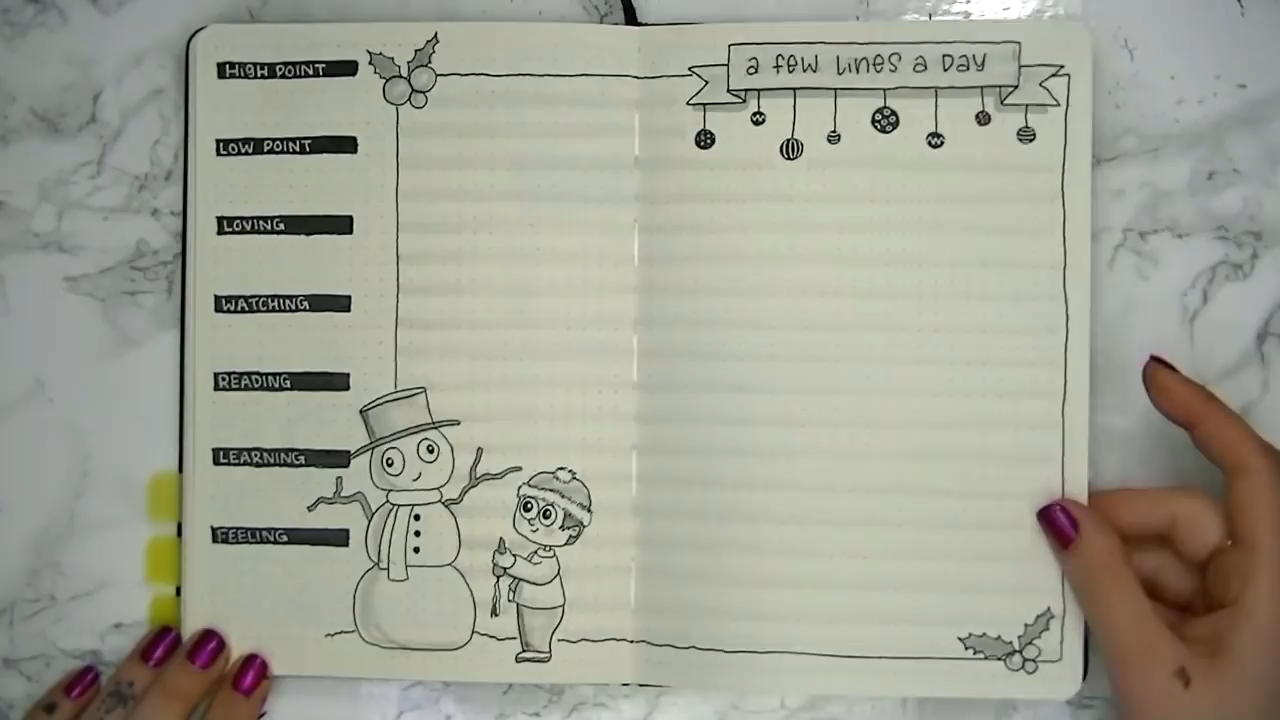 HIGH POINT
LOW POINT
LOVING
WATCHING
READING
LEARNING
FEELING
a few lines a day